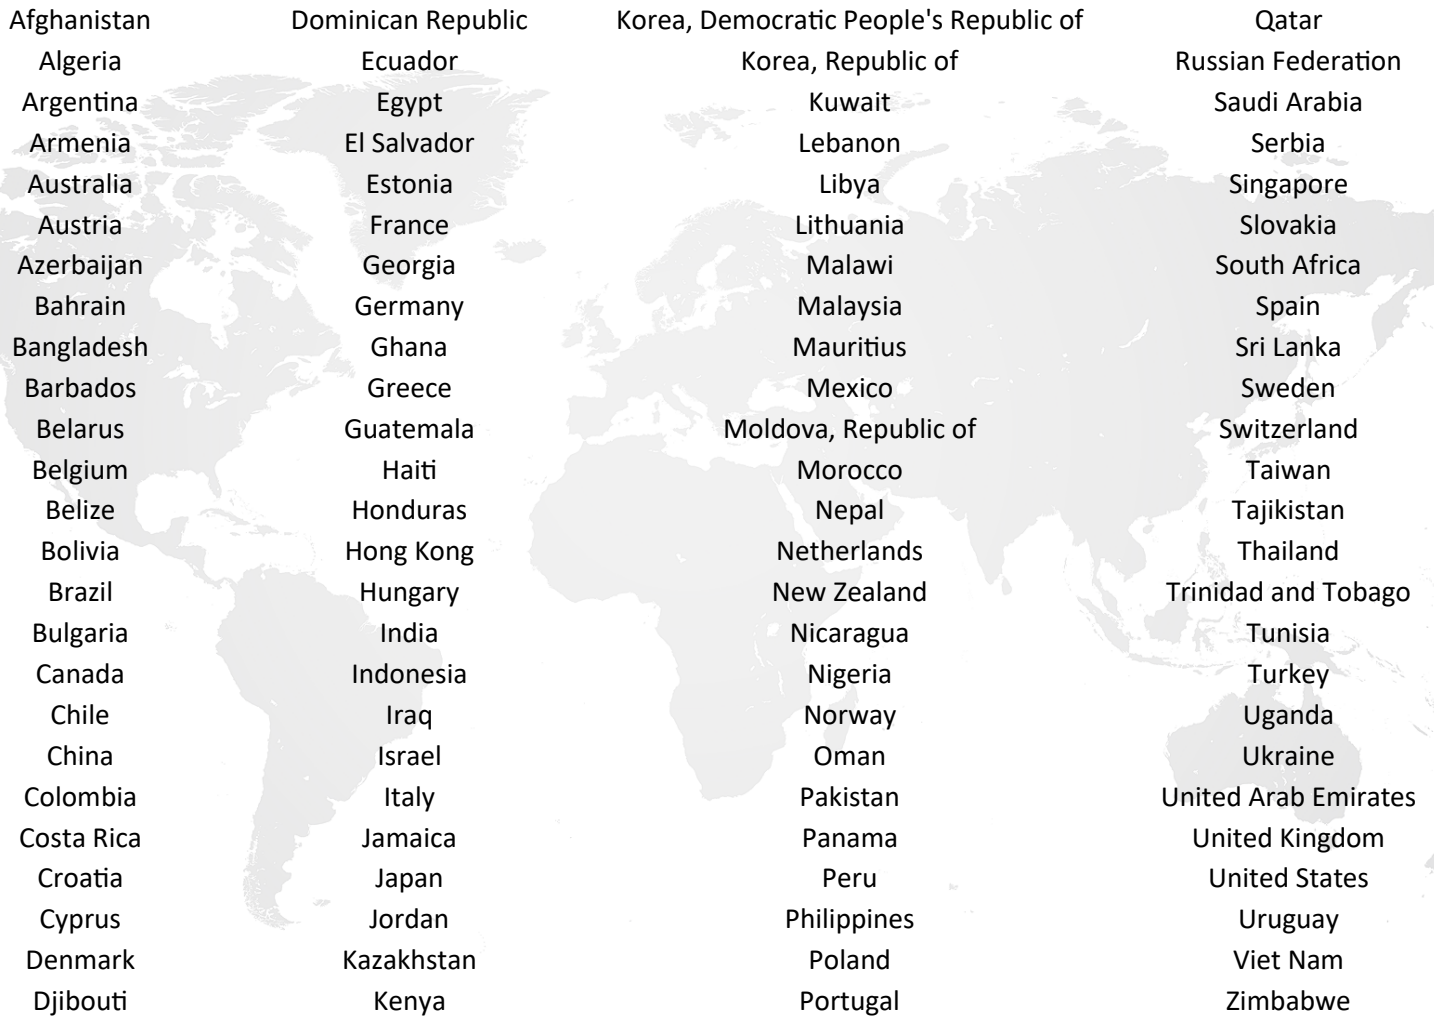 Afghanistan
Algeria
Argentina
Armenia
Australia
Austria
Azerbaijan
Bahrain
Bangladesh
Barbados
Belarus
Belgium
Belize
Bolivia
Brazil
Bulgaria
Canada
Chile
China
Colombia
Costa Rica
Croatia
Cyprus
Denmark
Djibouti
Dominican Republic
Ecuador
Egypt
El Salvador
Estonia
France
Georgia
Germany
Ghana
Greece
Guatemala
Haiti
Honduras
Hong Kong
Hungary
India
Indonesia
Iraq
Israel
Italy
Jamaica
Japan
Jordan
Kazakhstan
Kenya
Korea, Democratic People's Republic of
Korea, Republic of
Kuwait
Lebanon
Libya
Lithuania
Malawi
Malaysia
Mauritius
Mexico
Moldova, Republic of
Morocco
Nepal
Netherlands
New Zealand
Nicaragua
Nigeria
Norway
Oman
Pakistan
Panama
Peru
Philippines
Poland
Portugal
Qatar
Russian Federation
Saudi Arabia
Serbia
Singapore
Slovakia
South Africa
Spain
Sri Lanka
Sweden
Switzerland
Taiwan
Tajikistan
Thailand
Trinidad and Tobago
Tunisia
Turkey
Uganda
Ukraine
United Arab Emirates
United Kingdom
United States
Uruguay
Viet Nam
Zimbabwe